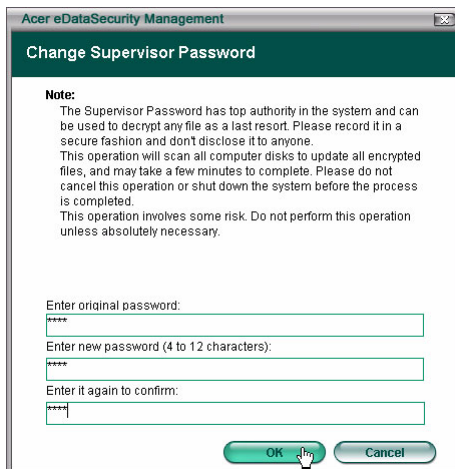 Acer eDataSecurity Management
Change Supervisor Password
Note:
The Supervisor Password has top authority in the system and can
be used to decrypt any file as a last resort. Please record it in a
secure fashion and don't disclose it to anyone.
This operation will scan all computer disks to update all encrypted
files, and may take a few minutes to complete. Please do not
cancel this operation or shut down the system before the process
is completed.
This operation involves some risk. Do not perform this operation
unless absolutely necessary.
Enter original password:
****
Enter new password (4 to 12 characters):
****
Enter it again to confirm:
****
OK Cancel